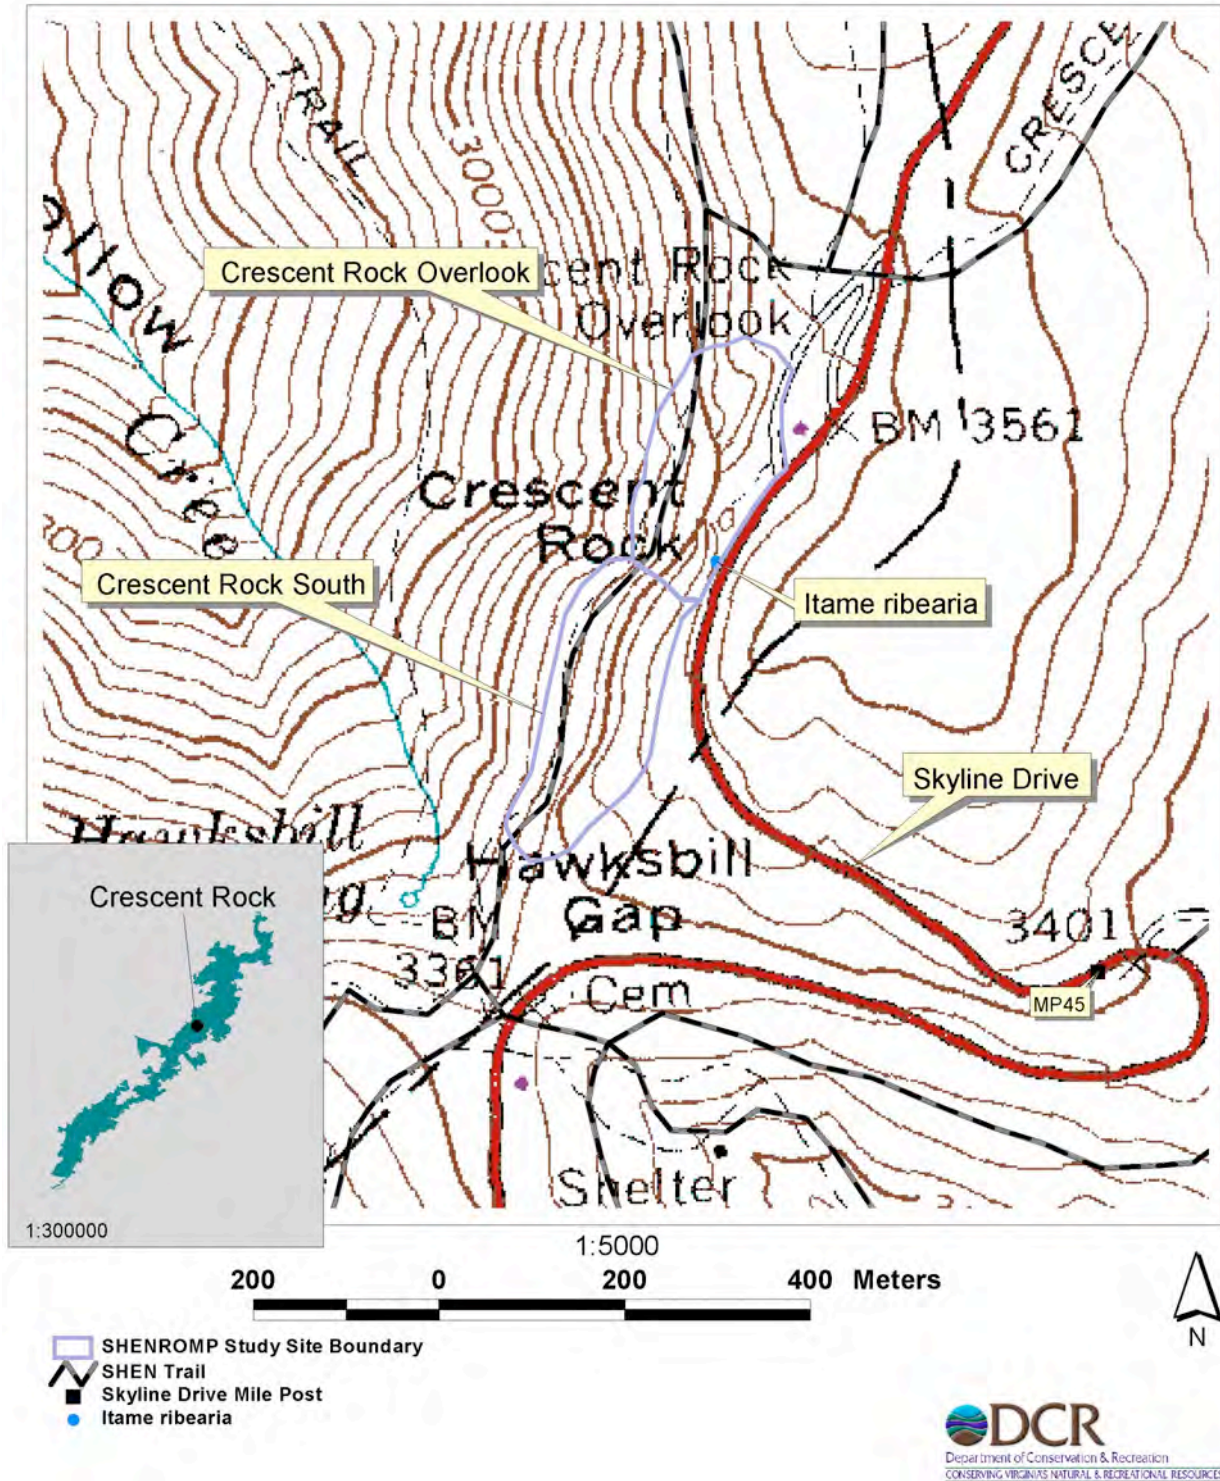 TRAIL
3000
CRESCE
ollow
Cree
Crescent Rock Overlook
cent Rock
Overlook
BM 3561
Crescent
Rock
Crescent Rock South
Itame ribearia
Skyline Drive
Hawksbill
Hawksbill
Gap
BM
3361
Cem
3401
MP45
Shelter
Crescent Rock
1:300000
1:5000
200 0 200 400 Meters
N
SHENROMP Study Site Boundary
SHEN Trail
Skyline Drive Mile Post
Itame ribearia
DCR
Department of Conservation & Recreation
CONSERVING VIRGINIA'S NATURAL & RECREATIONAL RESOURCES